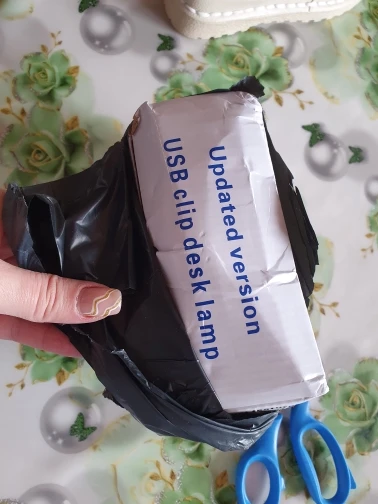 Updated version
USB clip desk lamp